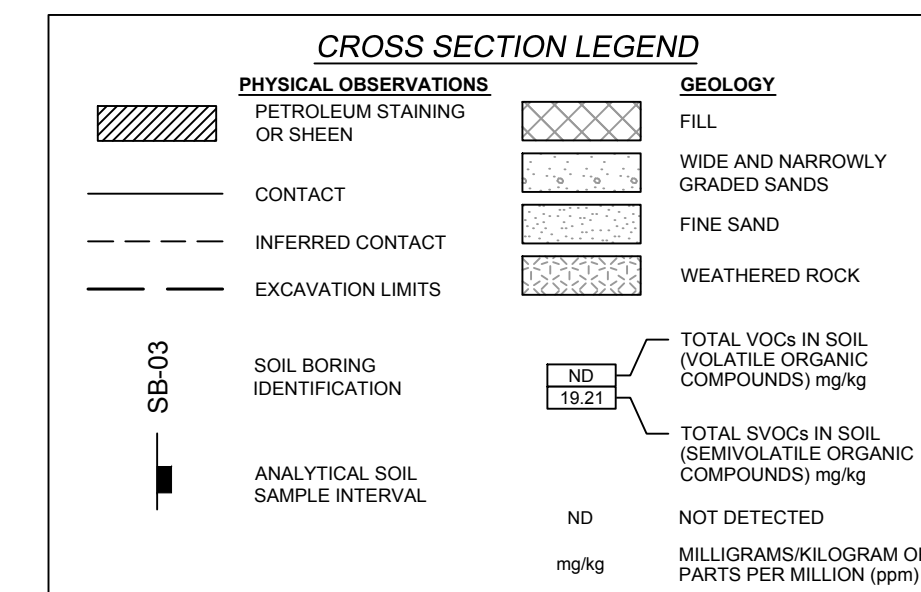 CROSS SECTION LEGEND
PHYSICAL OBSERVATIONS
PETROLEUM STAINING
OR SHEEN
CONTACT
INFERRED CONTACT
EXCAVATION LIMITS
SB-03
SOIL BORING
IDENTIFICATION
ANALYTICAL SOIL
SAMPLE INTERVAL
GEOLOGY
FILL
WIDE AND NARROWLY
GRADED SANDS
FINE SAND
WEATHERED ROCK
ND
19.21
TOTAL VOCs IN SOIL
(VOLATILE ORGANIC
COMPOUNDS) mg/kg
TOTAL SVOCs IN SOIL
(SEMIVOLATILE ORGANIC
COMPOUNDS) mg/kg
ND NOT DETECTED
mg/kg MILLIGRAMS/KILOGRAM
PARTS PER MILLION (ppm)